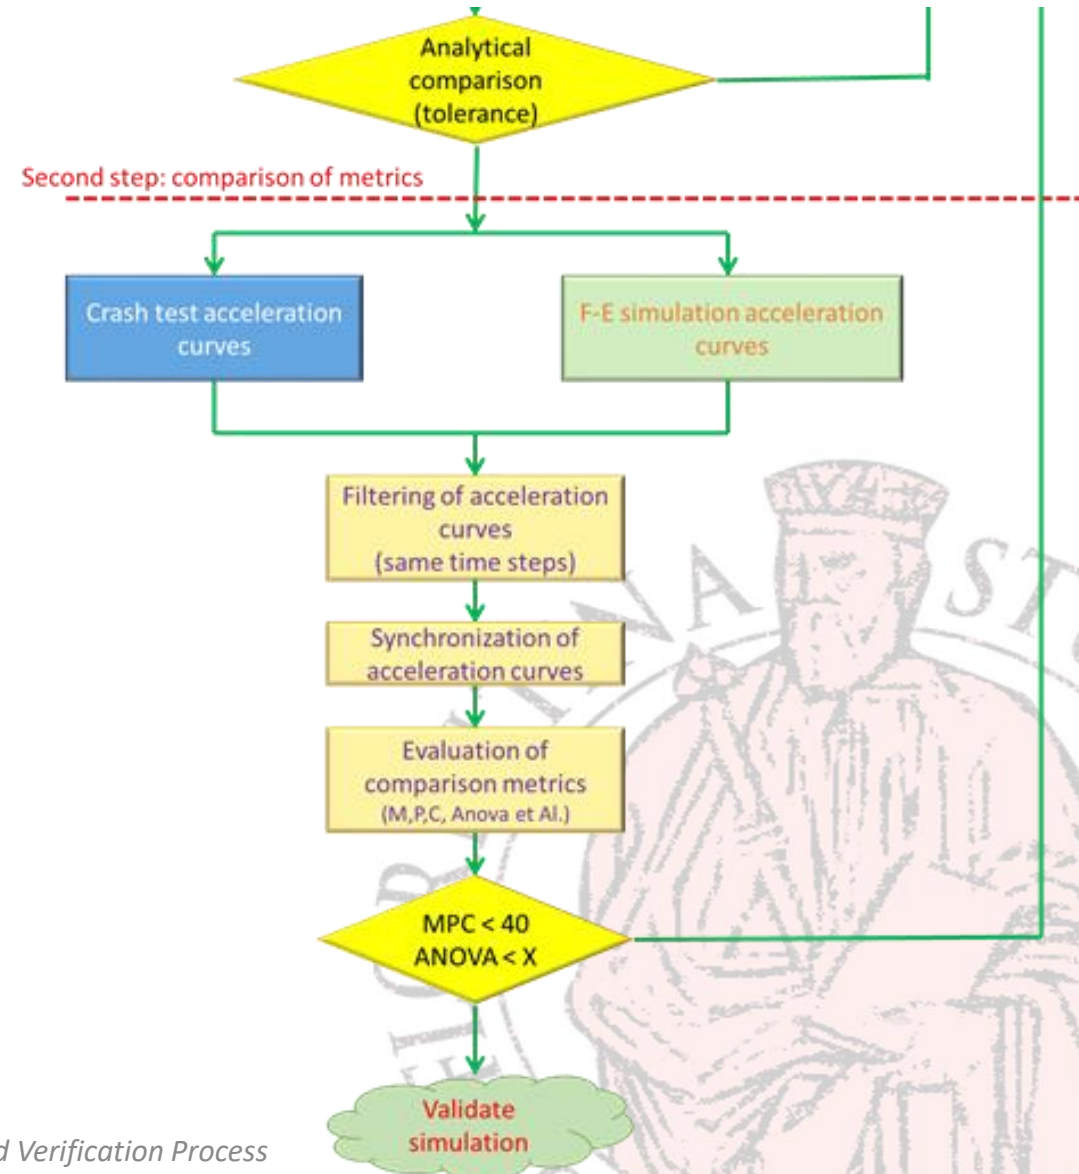 Analytical
comparison
(tolerance)
Second step: comparison of metrics
Crash test acceleration
curves
F-E simulation acceleration
curves
Filtering of acceleration
curves
(same time steps)
Synchronization of
acceleration curves
Evaluation of
comparison metrics
(M,P,C, Anova et Al.)
MPC < 40
ANOVA < X
Validate
simulation
d Verification Process